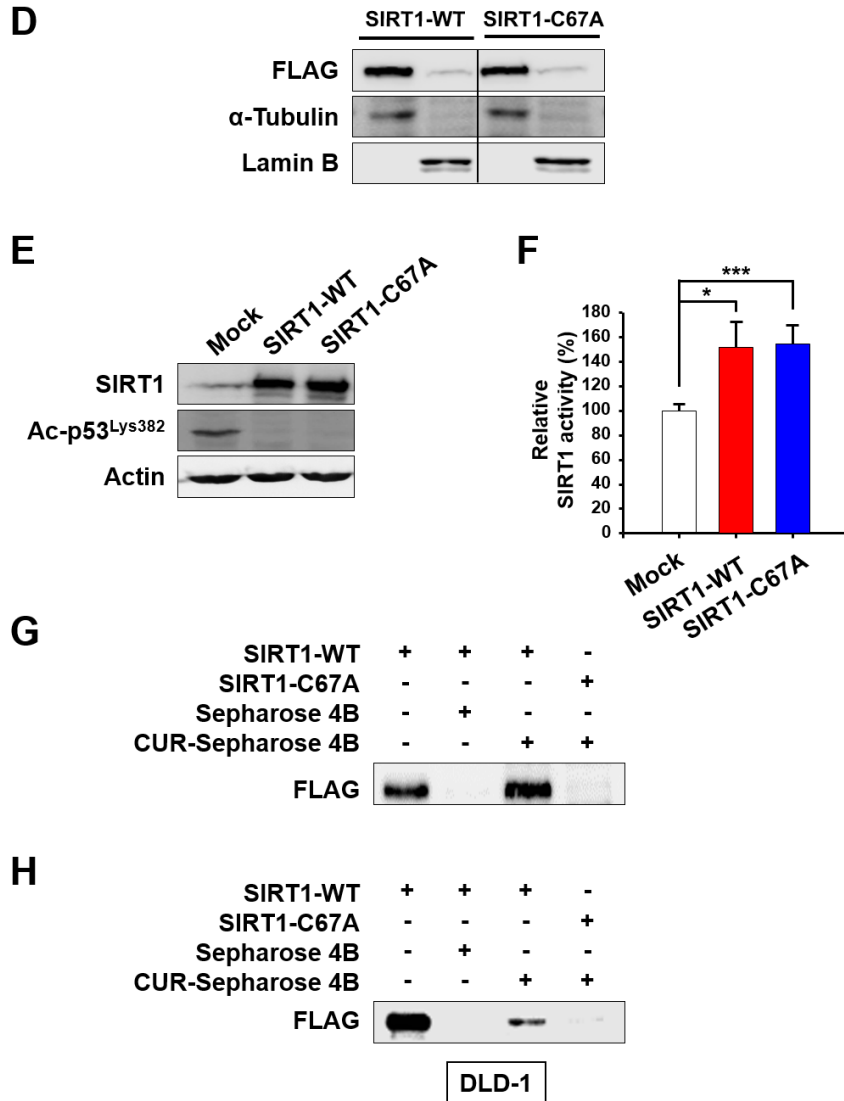 D
SIRT1-WT SIRT1-C67A
FLAG
α-Tubulin
Lamin B
E
Mock
SIRT1-WT
SIRT1-C67A
SIRT1
Ac-p53Lys382
Actin
F
Relative
SIRT1 activity (%)
***
*
180
160
140
120
100
80
60
40
20
0
Mock
SIRT1-WT
SIRT1-C67A
G
SIRT1-WT + + + -
SIRT1-C67A - - - +
Sepharose 4B - + - -
CUR-Sepharose 4B - - + +
FLAG
H
SIRT1-WT + + + -
SIRT1-C67A - - - +
Sepharose 4B - + - -
CUR-Sepharose 4B - - + +
FLAG
DLD-1